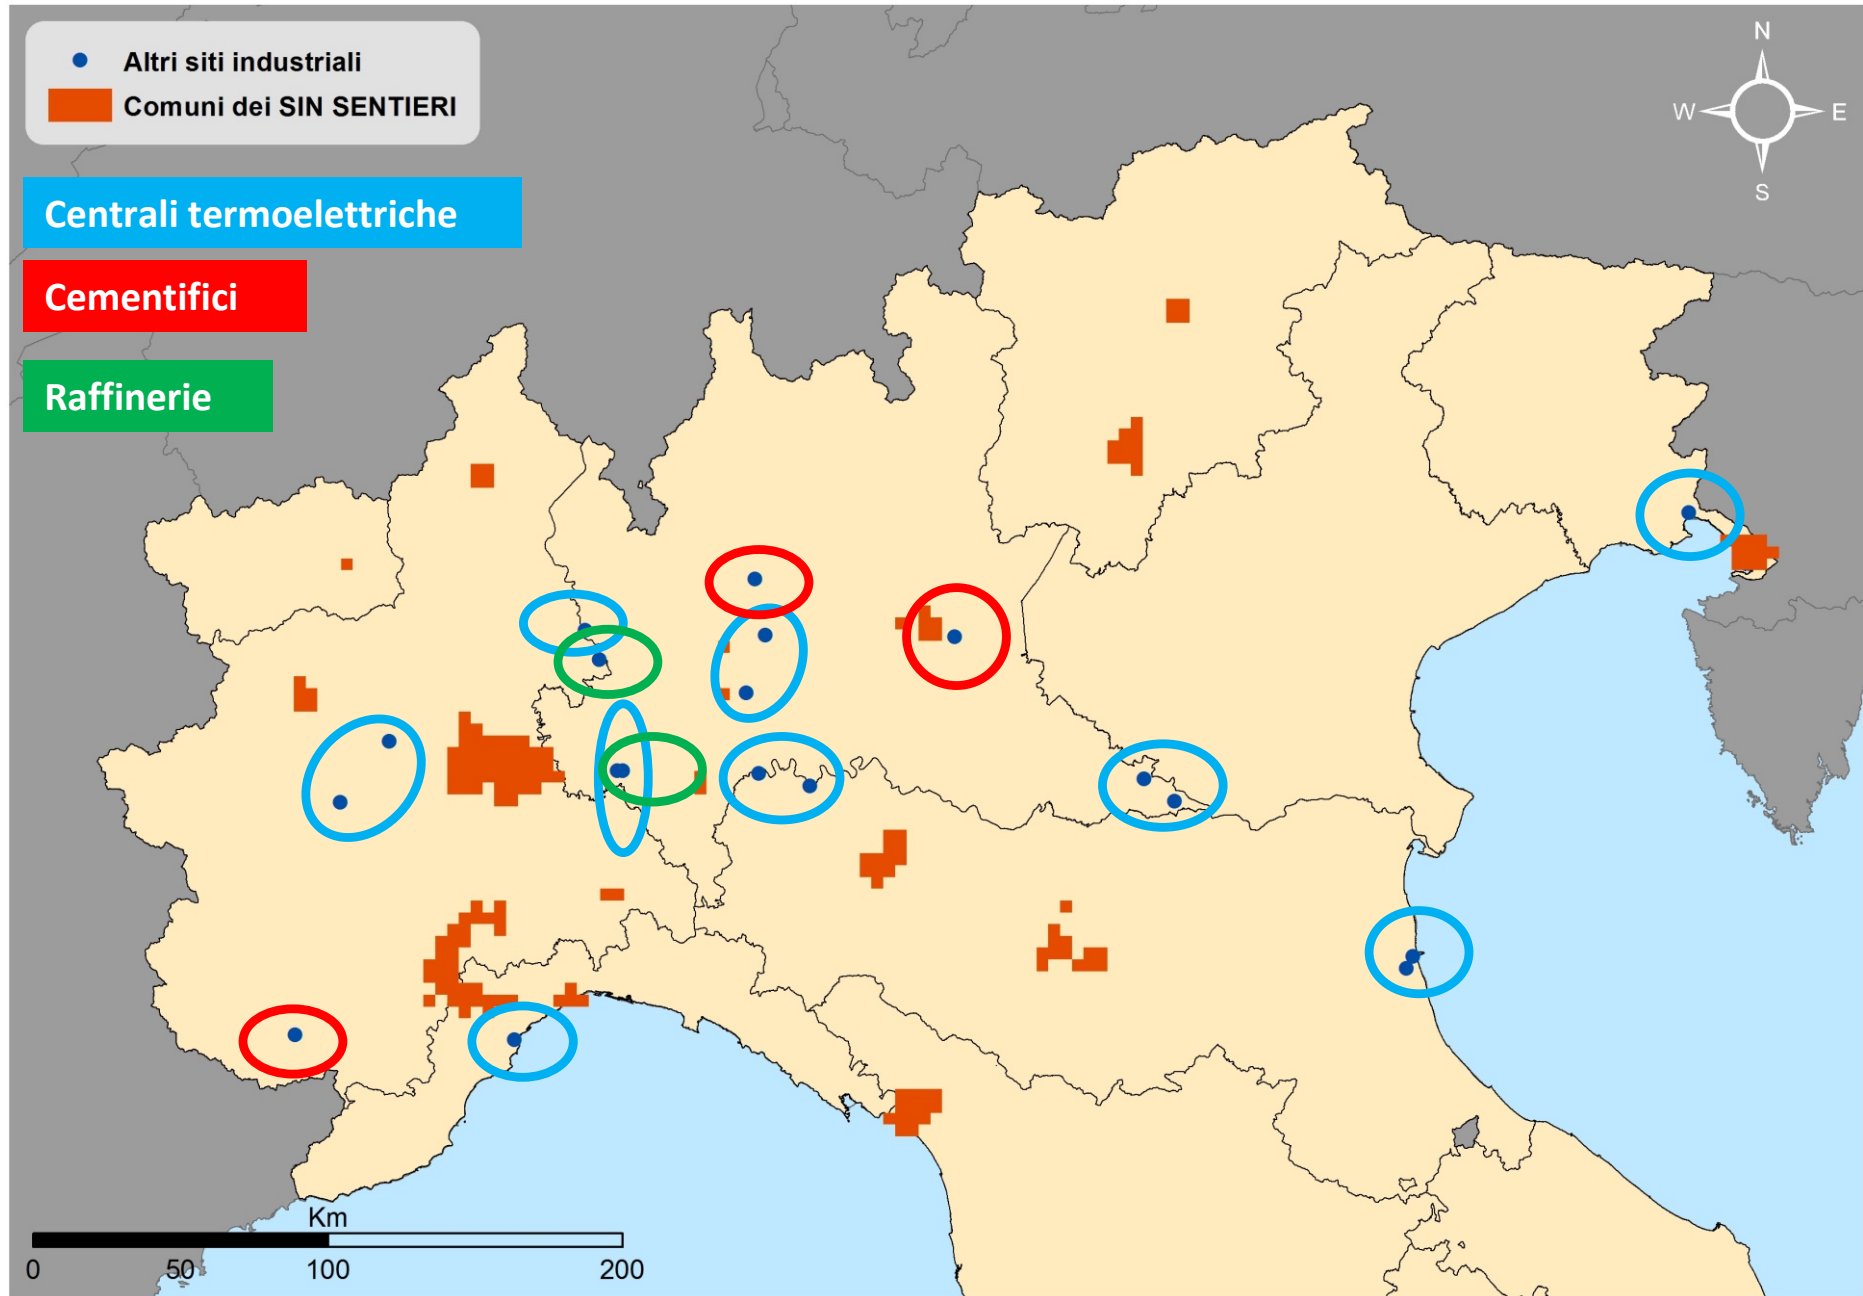 Altri siti industriali
Comuni dei SIN SENTIERI
N
W E
S
Centrali termoelettriche
Cementifici
Raffinerie
Km
0 50 100 200